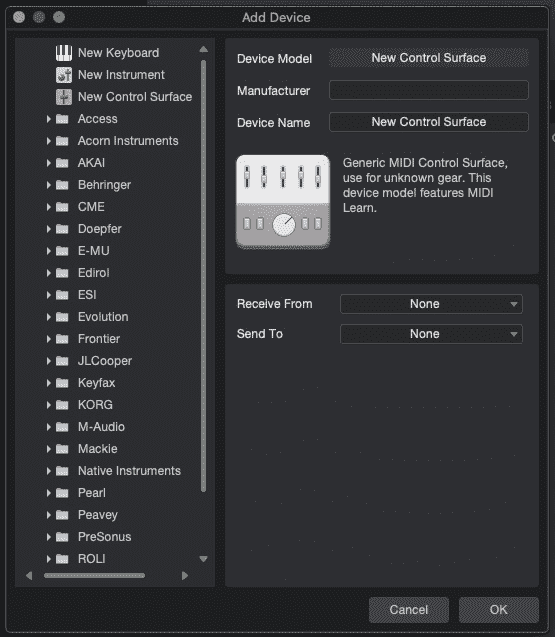 Add Device
New Keyboard
New Instrument
New Control Surface
Access
Acorn Instruments
AKAI
Behringer
CME
Doepfer
E-MU
Edirol
ESI
Evolution
Frontier
JLCooper
Keyfax
KORG
M-Audio
Mackie
Native Instruments
Pearl
Peavey
PreSonus
ROLI
Device Model New Control Surface
Manufacturer
Device Name New Control Surface
Generic MIDI Control Surface,
use for unknown gear. This
device model features MIDI
Learn.
Receive From None
Send To None
Cancel OK